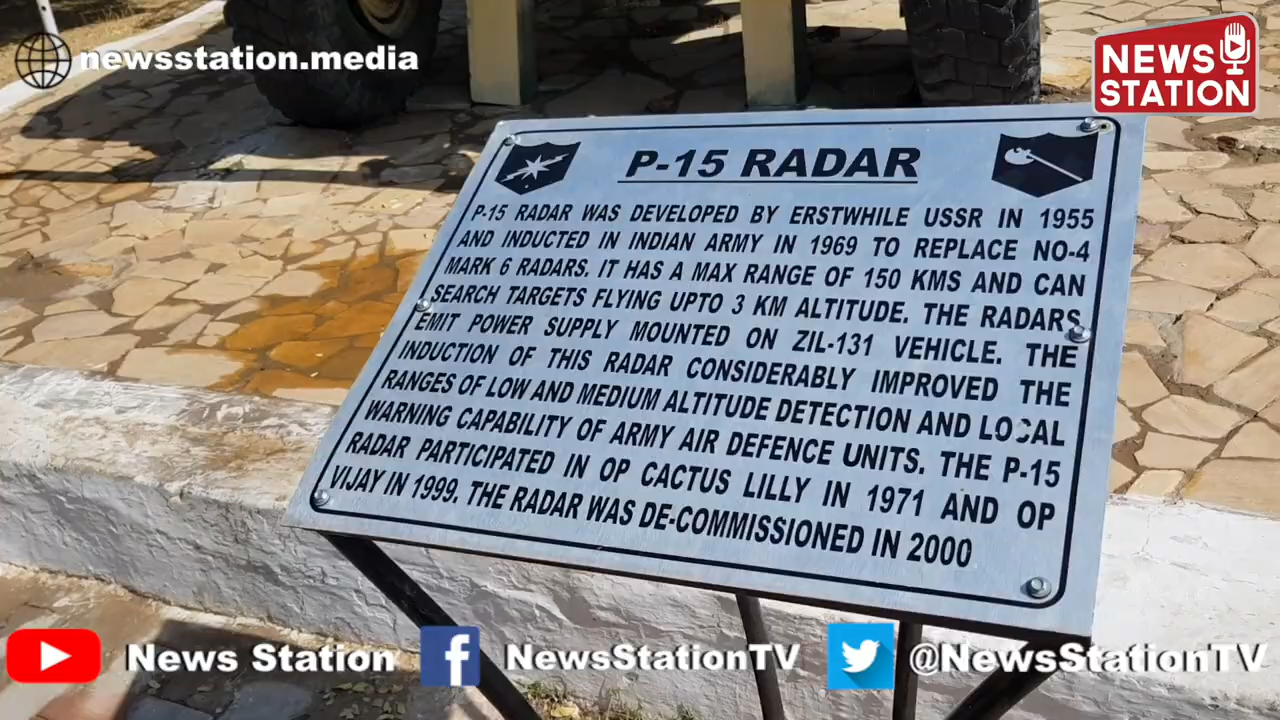 newsstation.media
NEWS
STATION
P-15 RADAR
P-15 RADAR WAS DEVELOPED BY ERSTWHILE USSR IN 1955
AND INDUCTED IN INDIAN ARMY IN 1969 TO REPLACE NO-4
MARK 6 RADARS. IT HAS A MAX RANGE OF 150 KMS AND CAN
SEARCH TARGETS FLYING UPTO 3 KM ALTITUDE. THE RADARS
EMIT POWER SUPPLY MOUNTED ON ZIL-131 VEHICLE. THE
INDUCTION OF THIS RADAR CONSIDERABLY IMPROVED THE
RANGES OF LOW AND MEDIUM ALTITUDE DETECTION AND LOCAL
WARNING CAPABILITY OF ARMY AIR DEFENCE UNITS. THE P-15
RADAR PARTICIPATED IN OP CACTUS LILLY IN 1971 AND OP
VIJAY IN 1999. THE RADAR WAS DE-COMMISSIONED IN 2000
News Station
NewsStationTV
@NewsStationTV